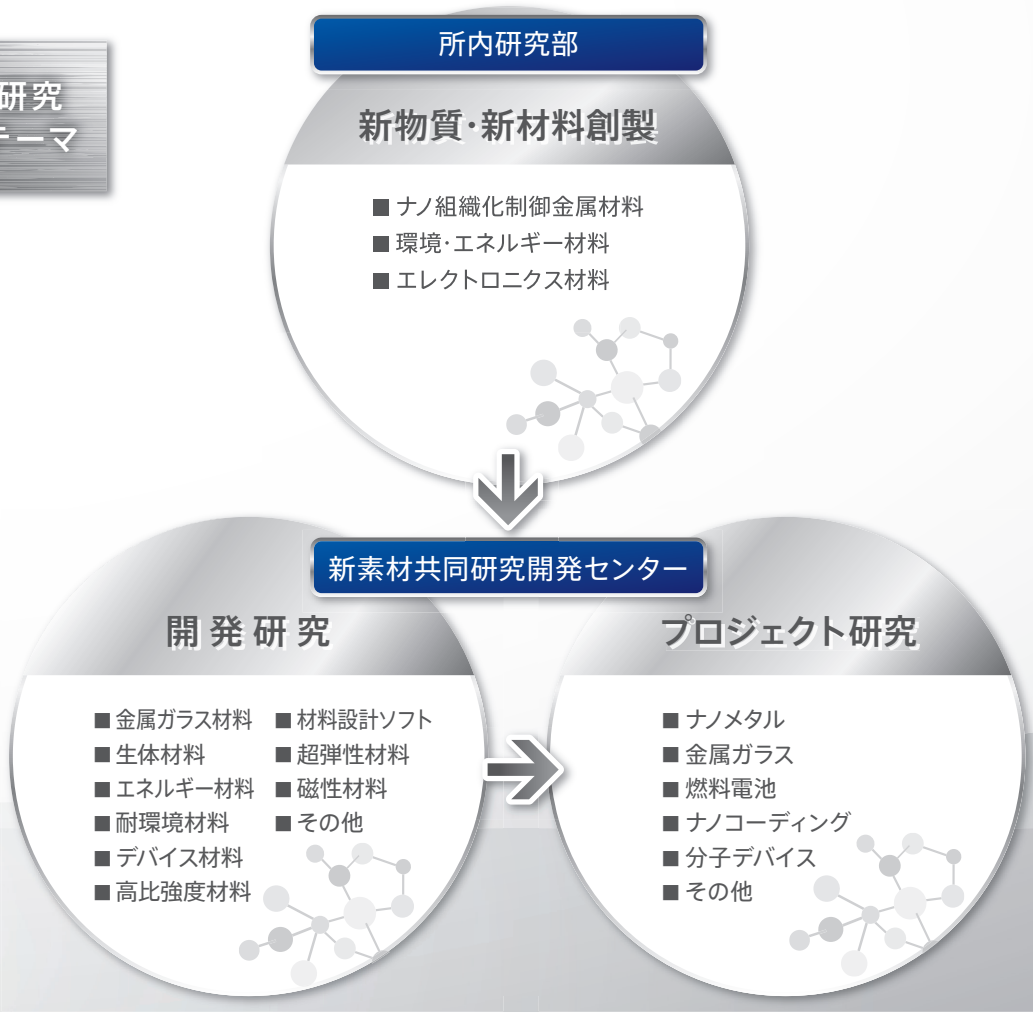 所内研究部
研究
テーマ
新物質・新材料創製
■ ナノ組織化制御金属材料
■ 環境・エネルギー材料
■ エレクトロニクス材料
新素材共同研究開発センター
開発研究
■ 金属ガラス材料
■ 生体材料
■ エネルギー材料
■ 耐環境材料
■ デバイス材料
■ 高比強度材料
■ 材料設計ソフト
■ 超弾性材料
■ 磁性材料
■ その他
プロジェクト研究
■ ナノメタル
■ 金属ガラス
■ 燃料電池
■ ナノコーディング
■ 分子デバイス
■ その他